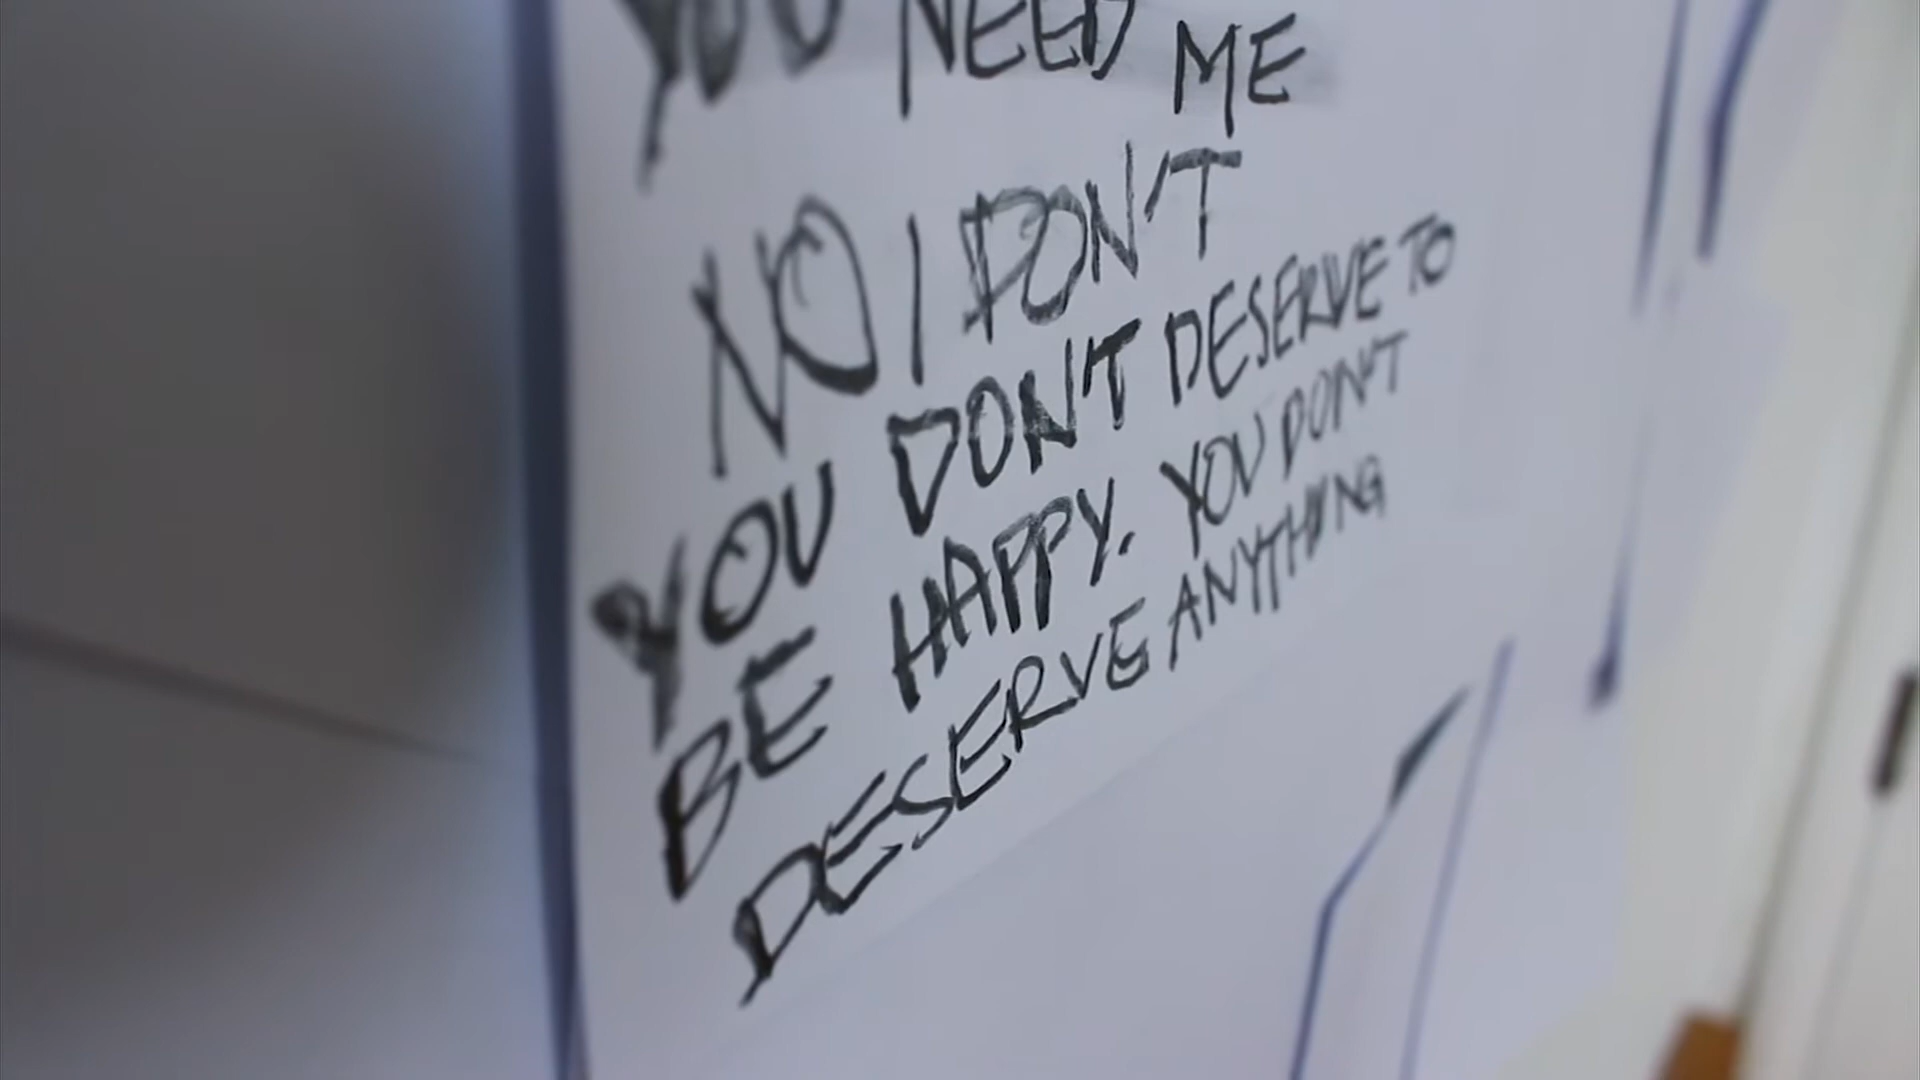 YOU NEED ME
NO I DON'T
YOU DON'T DESERVE TO
BE HAPPY. YOU DON'T
DESERVE ANYTHING